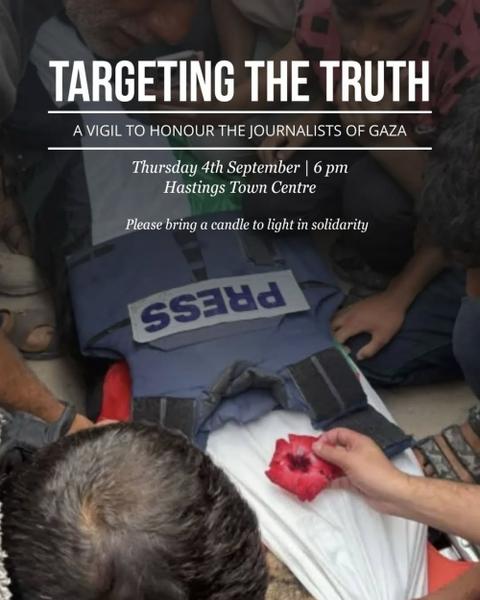 TARGETING THE TRUTH
A VIGIL TO HONOUR THE JOURNALISTS OF GAZA
Thursday 4th September | 6 pm
Hastings Town Centre
Please bring a candle to light in solidarity
PRESS